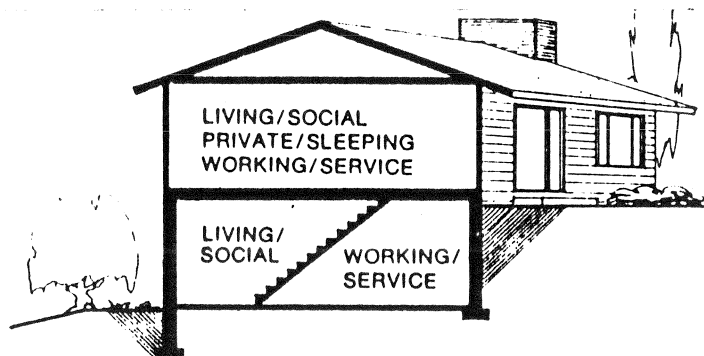 LIVING/SOCIAL
PRIVATE/SLEEPING
WORKING/SERVICE
LIVING/
SOCIAL
WORKING/
SERVICE